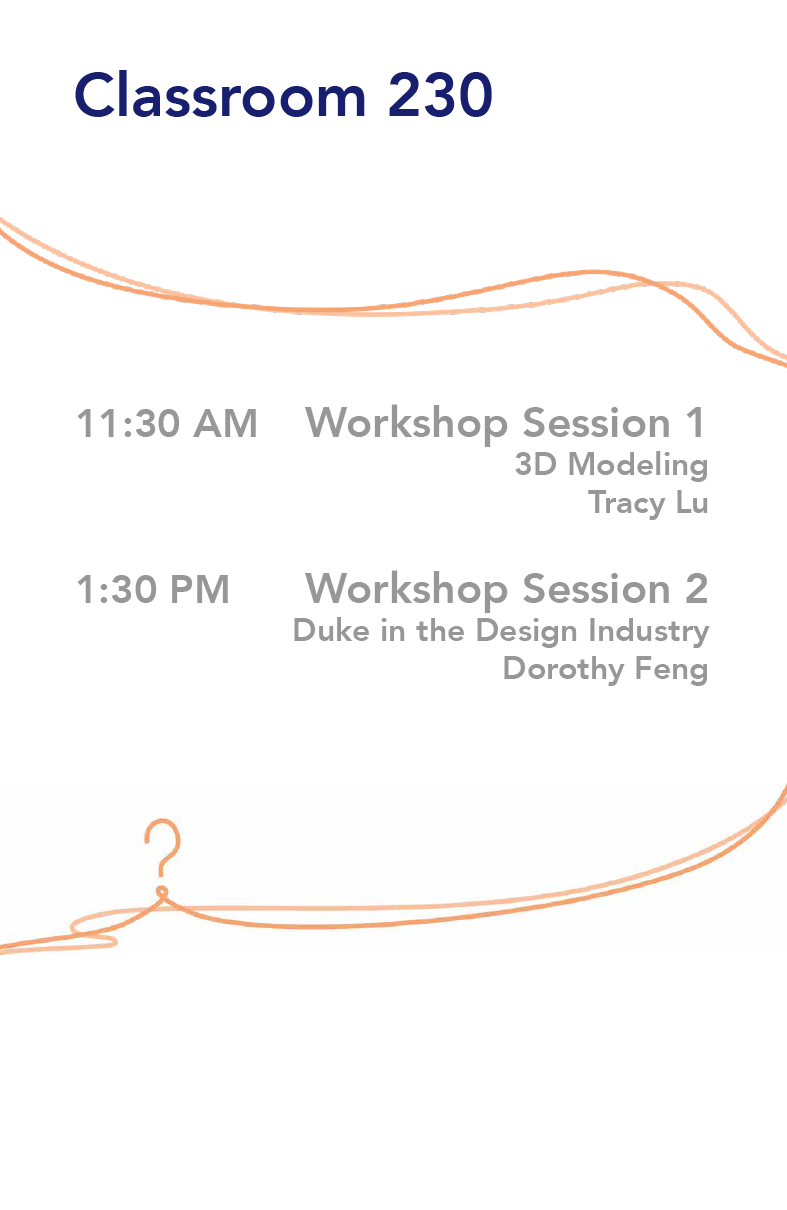 Classroom 230
11:30 AM Workshop Session 1
3D Modeling
Tracy Lu
1:30 PM Workshop Session 2
Duke in the Design Industry
Dorothy Feng
?